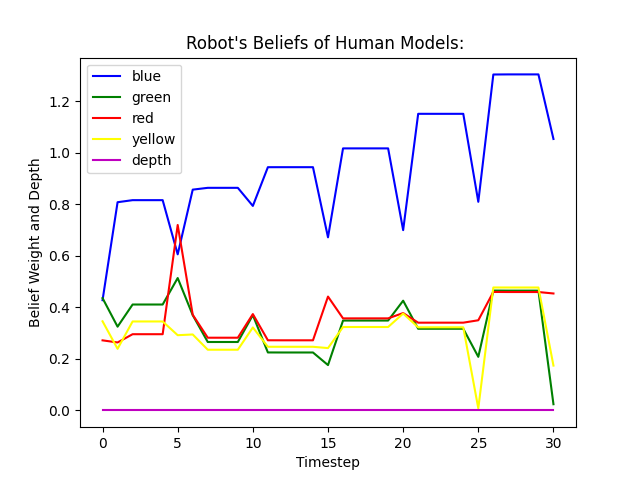 Robot's Beliefs of Human Models:
blue
green
red
yellow
depth
Belief Weight and Depth
1.2
1.0
0.8
0.6
0.4
0.2
0.0
0 5 10 15 20 25 30
Timestep